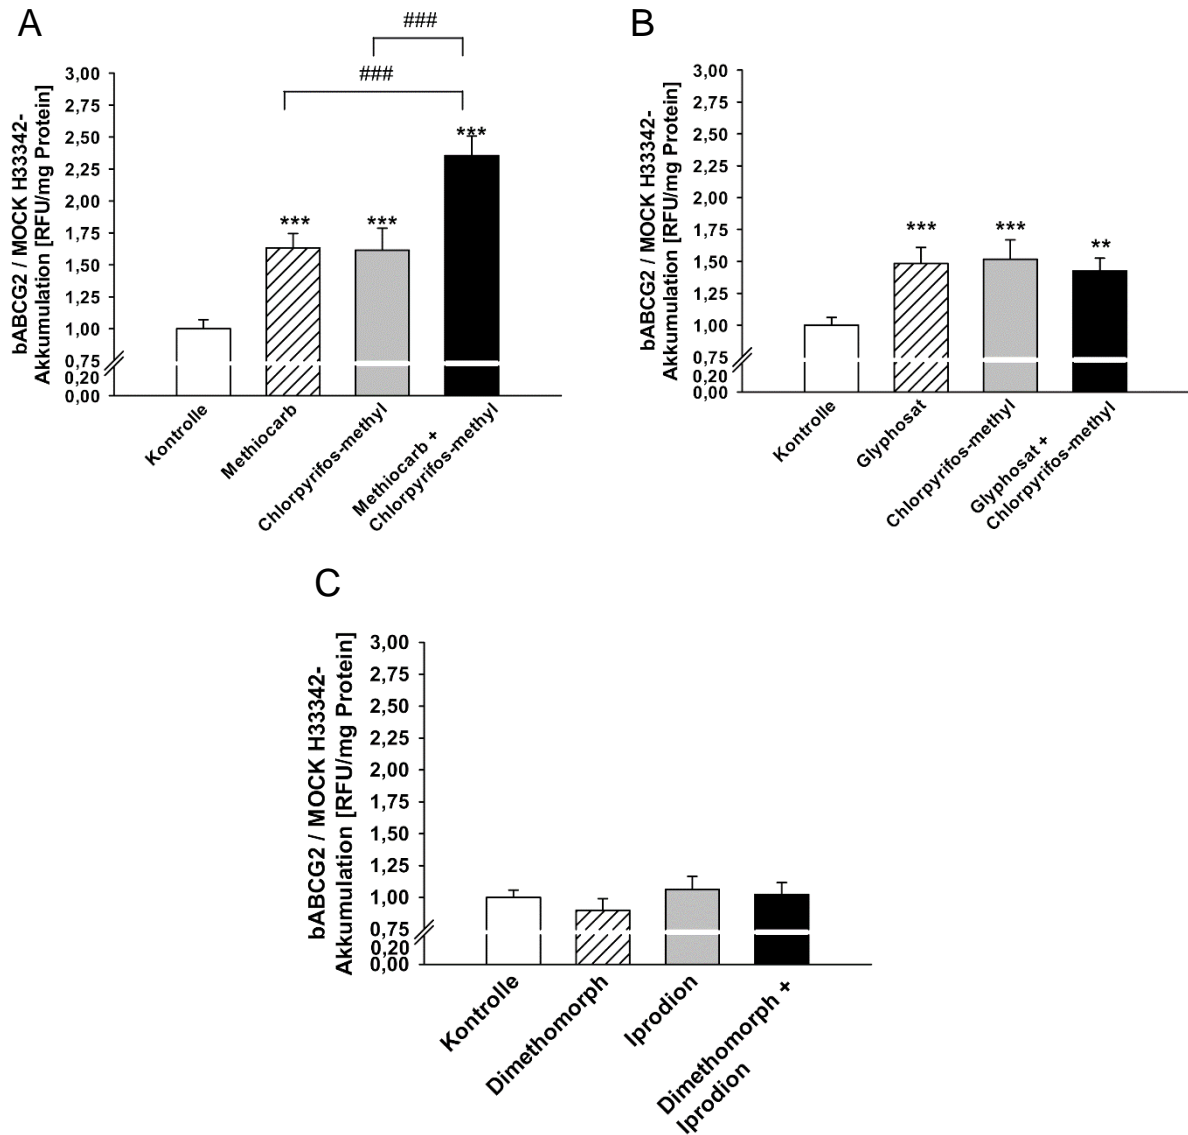 A
###
###
bABCG2 / MOCK H33342-
Akkumulation [RFU/mg Protein]
3,00
2,75
2,50
2,25
2,00
1,75
1,50
1,25
1,00
0,75
0,20
0,00
***
***
***
Kontrolle
Methiocarb
Chlorpyrifos-methyl
Methiocarb +
Chlorpyrifos-methyl
B
bABCG2 / MOCK H33342-
Akkumulation [RFU/mg Protein]
3,00
2,75
2,50
2,25
2,00
1,75
1,50
1,25
1,00
0,75
0,20
0,00
***
***
**
Kontrolle
Glyphosat
Chlorpyrifos-methyl
Glyphosat +
Chlorpyrifos-methyl
C
bABCG2 / MOCK H33342-
Akkumulation [RFU/mg Protein]
3,00
2,75
2,50
2,25
2,00
1,75
1,50
1,25
1,00
0,75
0,20
0,00
Kontrolle
Dimethomorph
Iprodion
Dimethomorph +
Iprodion